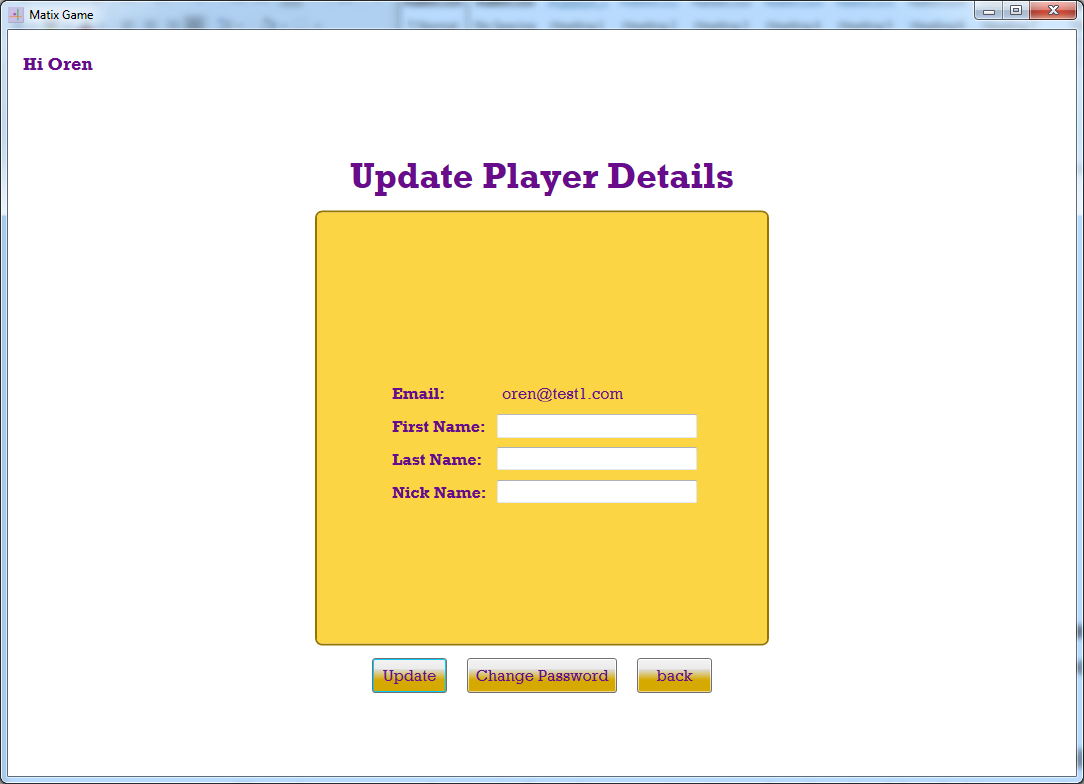 Matix Game
Hi Oren
Update Player Details
Email: oren@test1.com
First Name:
Last Name:
Nick Name:
Update Change Password back